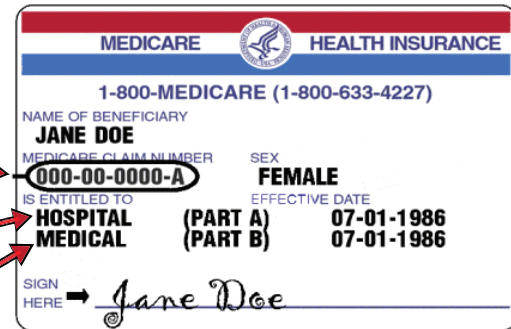 MEDICARE HEALTH INSURANCE
1-800-MEDICARE (1-800-633-4227)
NAME OF BENEFICIARY
JANE DOE
MEDICARE CLAIM NUMBER SEX
000-00-0000-A FEMALE
IS ENTITLED TO EFFECTIVE DATE
HOSPITAL (PART A) 07-01-1986
MEDICAL (PART B) 07-01-1986
SIGN
HERE Jane Doe